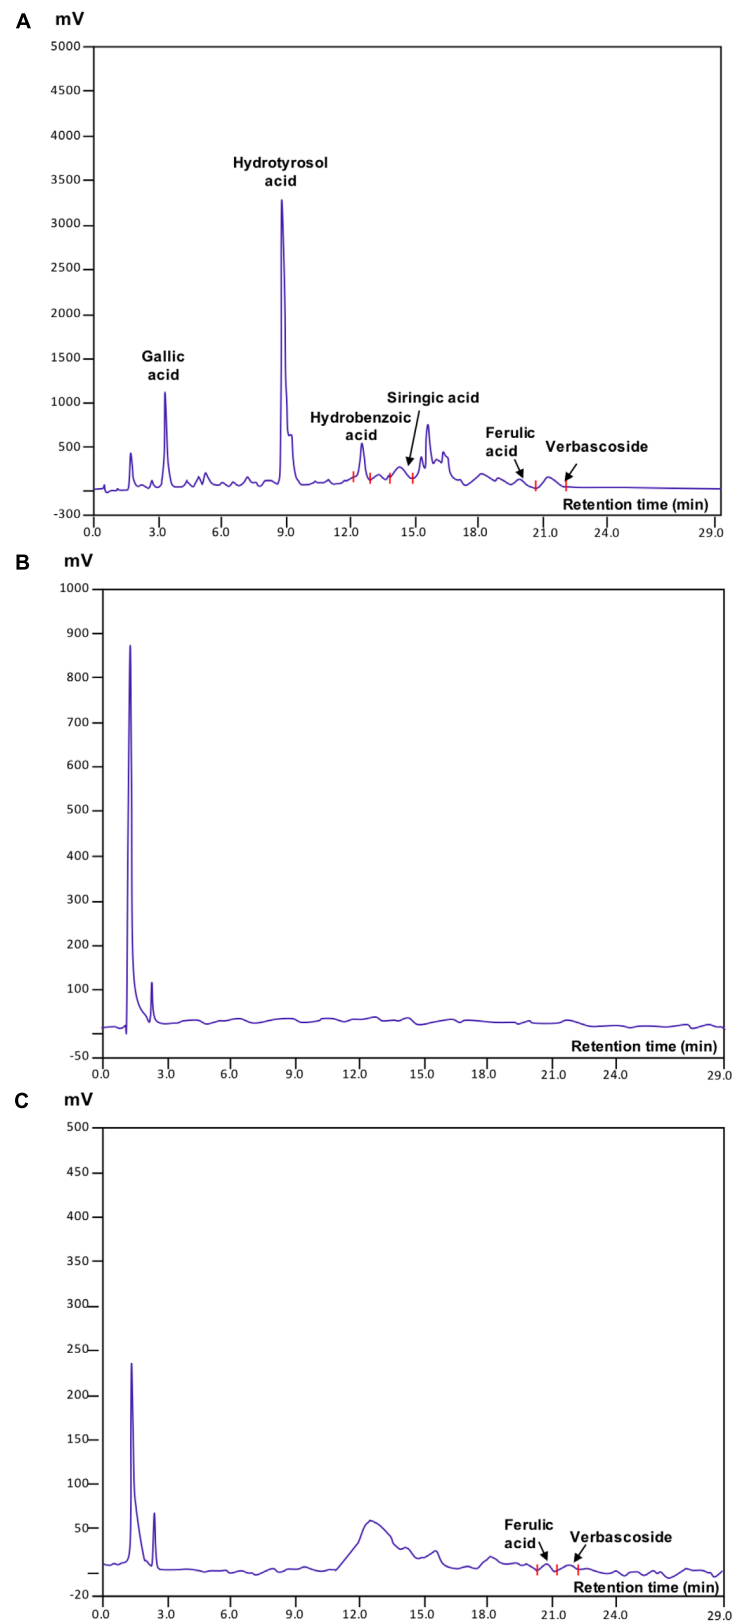 A mV
5000
4500
4000
Hydrotyrosol
acid
3500
3000
2500
2000
1500
Gallic
acid
1000
Siringic acid
Hydrobenzoic
acid
500
Ferulic
acid
Verbascoside
Retention time (min)
-300
0.0 3.0 6.0 9.0 12.0 15.0 18.0 21.0 24.0 29.0
B mV
1000
900
800
700
600
500
400
300
200
100
Retention time (min)
-50
0.0 3.0 6.0 9.0 12.0 15.0 18.0 21.0 24.0 29.0
C mV
500
450
400
350
300
250
200
150
100
50
Ferulic
acid
Verbascoside
Retention time (min)
-20
0.0 3.0 6.0 9.0 12.0 15.0 18.0 21.0 24.0 29.0